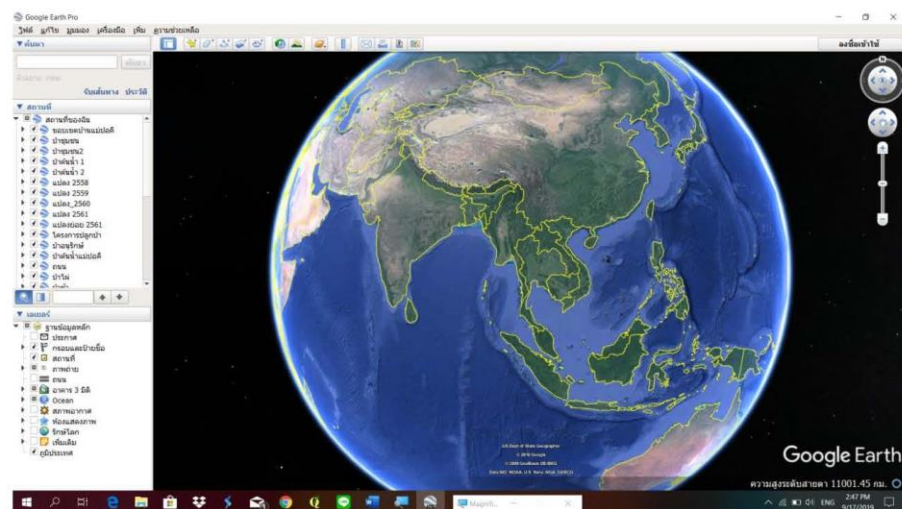 Google Earth Pro
ไฟล์ แก้ไข มุมมอง เครื่องมือ เพิ่ม ความช่วยเหลือ
ลงชื่อเข้าใช้
▼ ค้นหา
ค้นหา
รับเส้นทาง ประวัติ
▼ สถานที่
สถานที่ของฉัน
ขอบเขตบ้านแม่ปอคี
ป่าชุมชน
ป่าชุมชน2
ป่าต้นน้ำ 1
ป่าต้นน้ำ 2
แปลง 2558
แปลง 2559
แปลง_2560
แปลง 2561
แปลงย่อย 2561
โครงการปลูกป่า
ป่าอนุรักษ์
ป่าต้นน้ำแม่ปอคี
ถนน
ป่าไผ่
▼ เลเยอร์
ฐานข้อมูลหลัก
ประกาศ
กรอบและป้ายชื่อ
สถานที่
ภาพถ่าย
ถนน
อาคาร 3 มิติ
Ocean
สภาพอากาศ
ห้องแสดงภาพ
รักษ์โลก
เพิ่มเติม
ภูมิประเทศ
US Dept of State Geographer
© 2018 Google
Google Earth
ความสูงระดับสายตา 11001.45 กม.
ENG
2:47 PM
9/17/2019